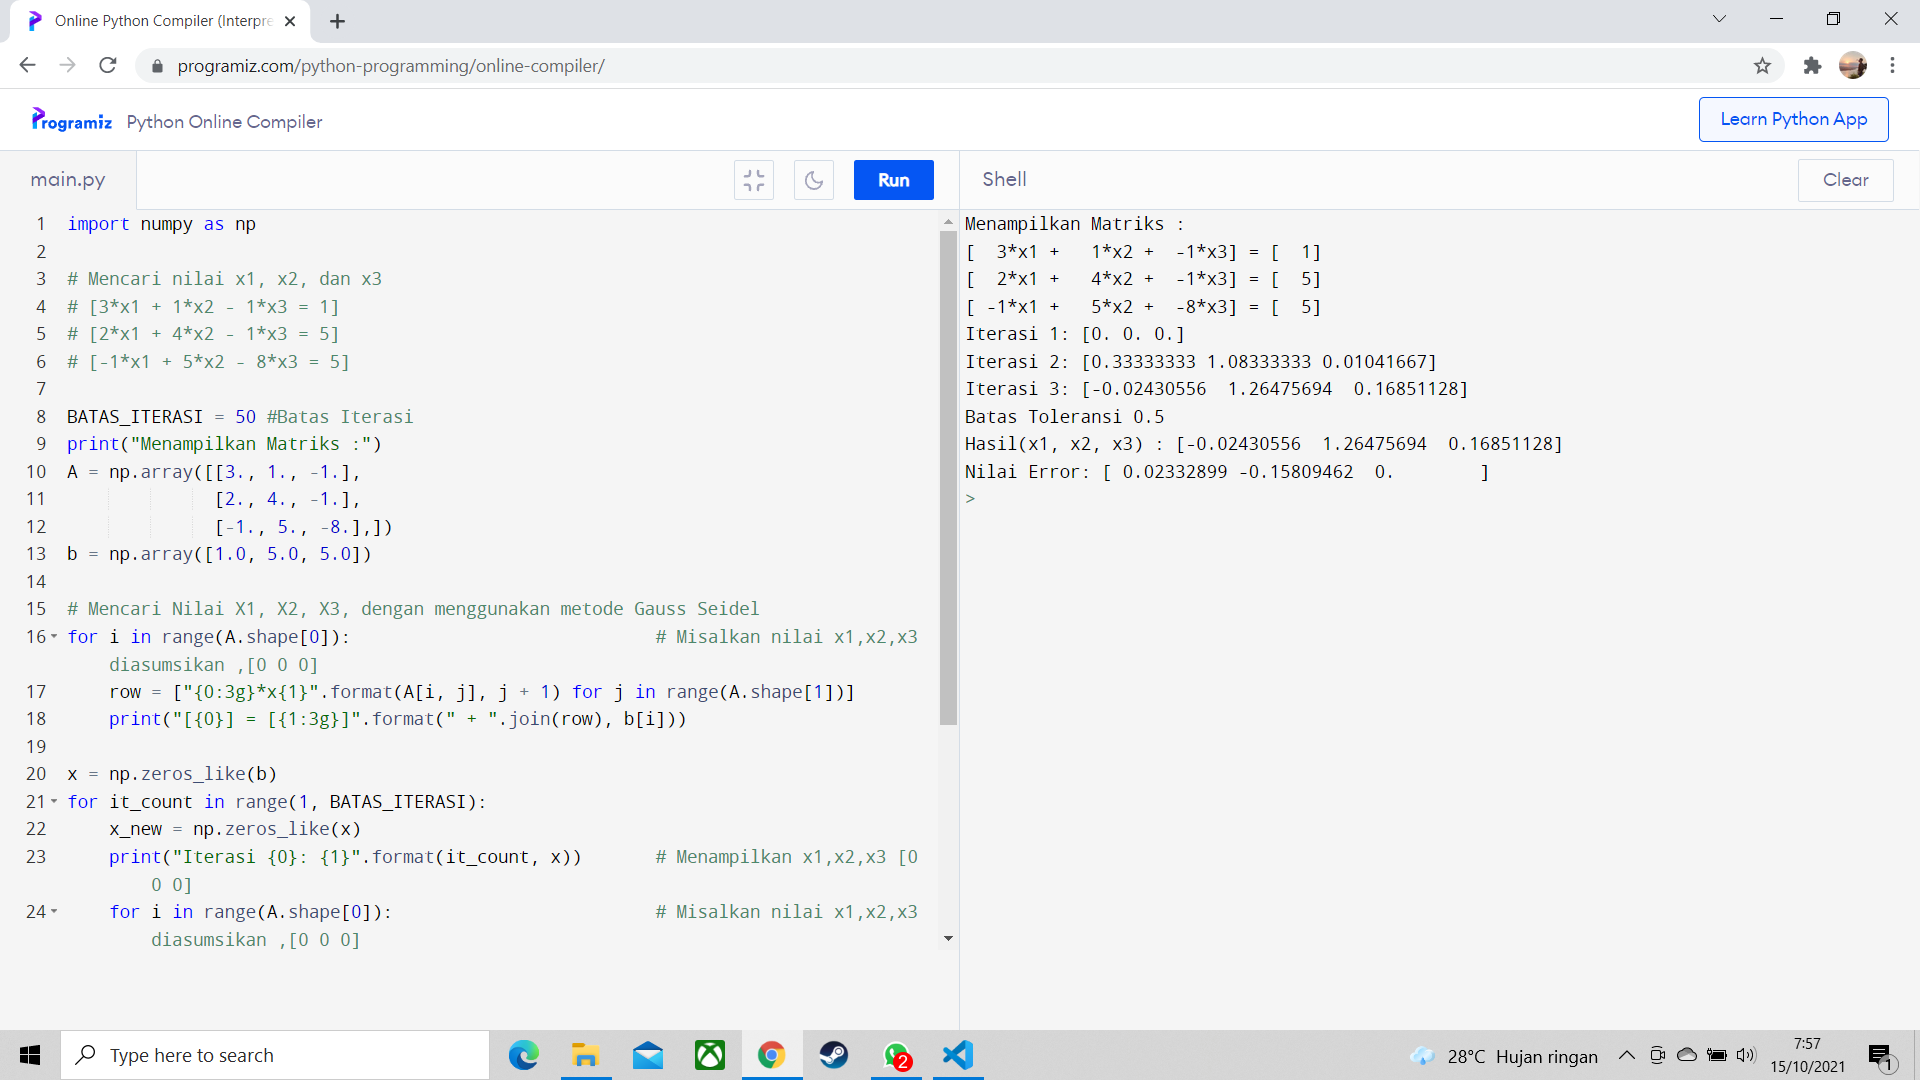 Online Python Compiler (Interpre
programiz.com/python-programming/online-compiler/
Programiz Python Online Compiler
Learn Python App
main.py
Run
Shell
Clear
1 import numpy as np
2
3 # Mencari nilai x1, x2, dan x3
4 # [3*x1 + 1*x2 - 1*x3 = 1]
5 # [2*x1 + 4*x2 - 1*x3 = 5]
6 # [-1*x1 + 5*x2 - 8*x3 = 5]
7
8 BATAS_ITERASI = 50 #Batas Iterasi
9 print("Menampilkan Matriks :")
10 A = np.array([[3., 1., -1.],
11 [2., 4., -1.],
12 [-1., 5., -8.],])
13 b = np.array([1.0, 5.0, 5.0])
14
15 # Mencari Nilai X1, X2, X3, dengan menggunakan metode Gauss Seidel
16 for i in range(A.shape[0]): # Misalkan nilai x1,x2,x3
diasumsikan ,[0 0 0]
17 row = ["{0:3g}*x{1}".format(A[i, j], j + 1) for j in range(A.shape[1])]
18 print("[{0}] = [{1:3g}]".format(" + ".join(row), b[i]))
19
20 x = np.zeros_like(b)
21 for it_count in range(1, BATAS_ITERASI):
22 x_new = np.zeros_like(x)
23 print("Iterasi {0}: {1}".format(it_count, x)) # Menampilkan x1,x2,x3 [0
0 0]
24 for i in range(A.shape[0]): # Misalkan nilai x1,x2,x3
diasumsikan ,[0 0 0]
Menampilkan Matriks :
[  3*x1 +   1*x2 +  -1*x3] = [  1]
[  2*x1 +   4*x2 +  -1*x3] = [  5]
[ -1*x1 +   5*x2 +  -8*x3] = [  5]
Iterasi 1: [0. 0. 0.]
Iterasi 2: [0.33333333 1.08333333 0.01041667]
Iterasi 3: [-0.02430556  1.26475694  0.16851128]
Batas Toleransi 0.5
Hasil(x1, x2, x3) : [-0.02430556  1.26475694  0.16851128]
Nilai Error: [ 0.02332899 -0.15809462  0.        ]
>
Type here to search
2
28°C Hujan ringan
7:57
15/10/2021
1